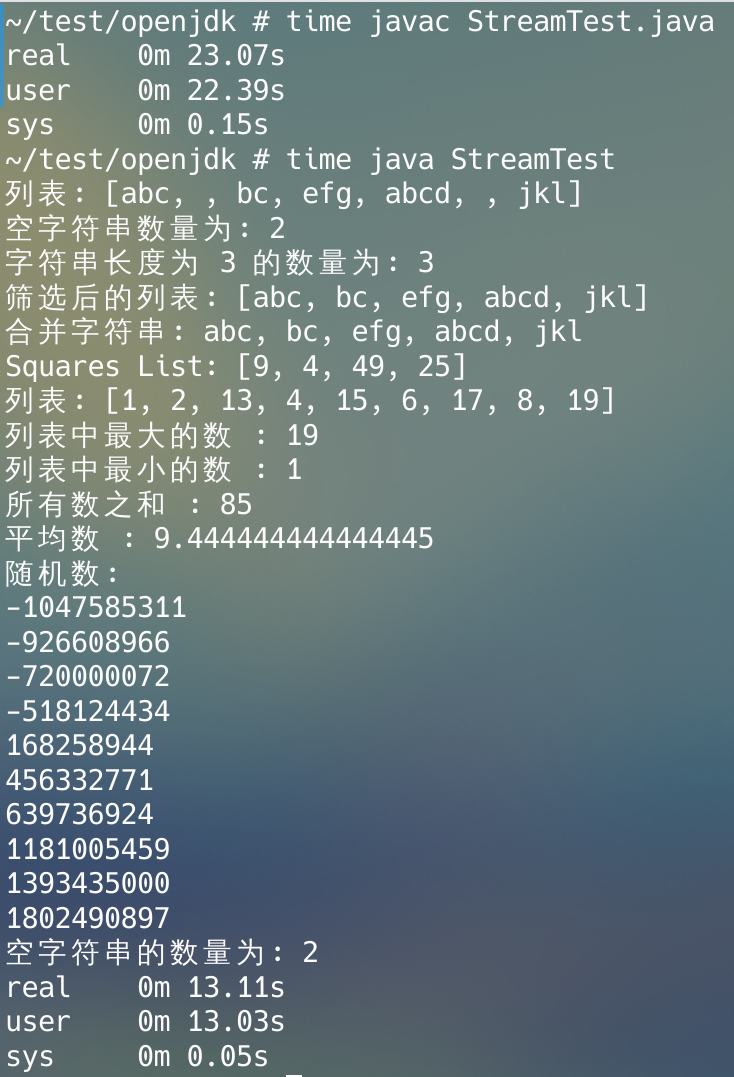 ~/test/openjdk # time javac StreamTest.java
real    0m 23.07s
user    0m 22.39s
sys     0m 0.15s
~/test/openjdk # time java StreamTest
列表: [abc, , bc, efg, abcd, , jkl]
空字符串数量为: 2
字符串长度为 3 的数量为: 3
筛选后的列表: [abc, bc, efg, abcd, jkl]
合并字符串: abc, bc, efg, abcd, jkl
Squares List: [9, 4, 49, 25]
列表: [1, 2, 13, 4, 15, 6, 17, 8, 19]
列表中最大的数 : 19
列表中最小的数 : 1
所有数之和 : 85
平均数 : 9.444444444444445
随机数:
-1047585311
-926608966
-720000072
-518124434
168258944
456332771
639736924
1181005459
1393435000
1802490897
空字符串的数量为: 2
real    0m 13.11s
user    0m 13.03s
sys     0m 0.05s